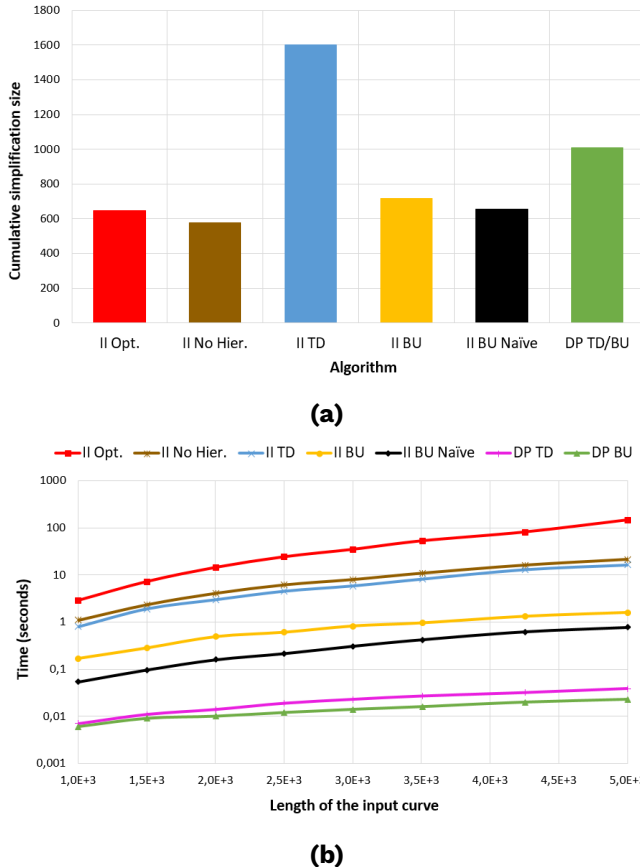 1800
1600
1400
1200
1000
800
600
400
200
0
Cumulative simplification size
II Opt. II No Hier. II TD II BU II BU Naïve DP TD/BU
Algorithm
(a)
II Opt. II No Hier. II TD II BU II BU Naïve DP TD DP BU
1000
100
10
1
0,1
0,01
0,001
Time (seconds)
1,0E+3 1,5E+3 2,0E+3 2,5E+3 3,0E+3 3,5E+3 4,0E+3 4,5E+3 5,0E+3
Length of the input curve
(b)